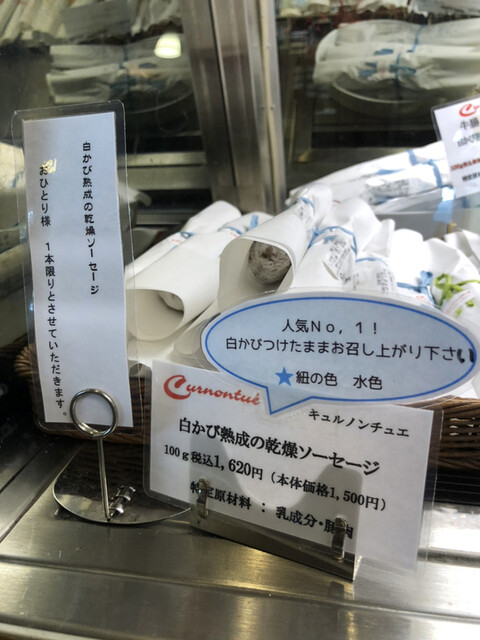 白かび熟成の乾燥ソーセージ
おひとり様 1本限りとさせていただきます。
人気No,1!
白かびつけたままお召し上がり下さい
★紐の色 水色
Curnontué
キュルノンチュエ
白かび熟成の乾燥ソーセージ
100g税込1,620円(本体価格1,500円)
特定原材料:乳成分・豚肉